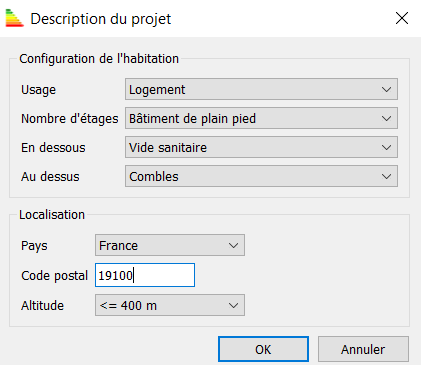 Description du projet
Configuration de l'habitation
Usage Logement
Nombre d'étages Bâtiment de plain pied
En dessous Vide sanitaire
Au dessus Combles
Localisation
Pays France
Code postal 19100
Altitude <= 400 m
OK Annuler